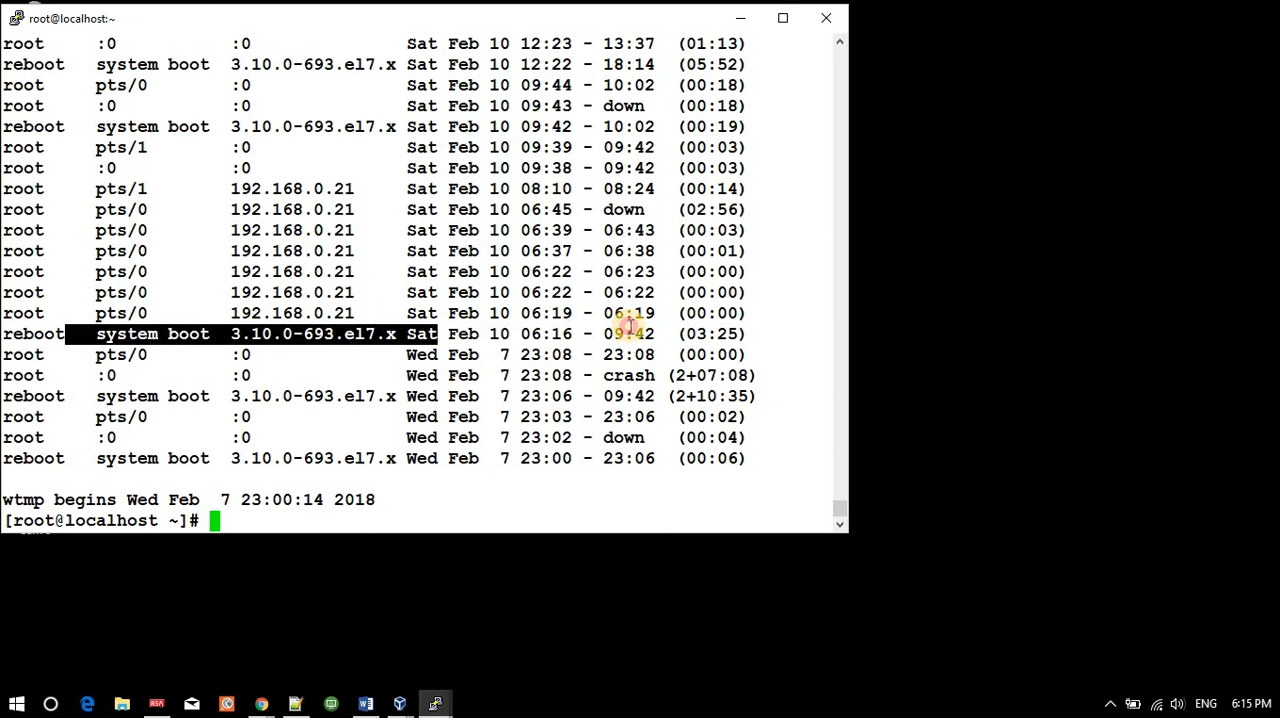 root@localhost:~
root     :0           :0               Sat Feb 10 12:23 - 13:37  (01:13)
reboot   system boot  3.10.0-693.el7.x Sat Feb 10 12:22 - 18:14  (05:52)
root     pts/0        :0               Sat Feb 10 09:44 - 10:02  (00:18)
root     :0           :0               Sat Feb 10 09:43 - down   (00:18)
reboot   system boot  3.10.0-693.el7.x Sat Feb 10 09:42 - 10:02  (00:19)
root     pts/1        :0               Sat Feb 10 09:39 - 09:42  (00:03)
root     :0           :0               Sat Feb 10 09:38 - 09:42  (00:03)
root     pts/1        192.168.0.21     Sat Feb 10 08:10 - 08:24  (00:14)
root     pts/0        192.168.0.21     Sat Feb 10 06:45 - down   (02:56)
root     pts/0        192.168.0.21     Sat Feb 10 06:39 - 06:43  (00:03)
root     pts/0        192.168.0.21     Sat Feb 10 06:37 - 06:38  (00:01)
root     pts/0        192.168.0.21     Sat Feb 10 06:22 - 06:23  (00:00)
root     pts/0        192.168.0.21     Sat Feb 10 06:22 - 06:22  (00:00)
root     pts/0        192.168.0.21     Sat Feb 10 06:19 - 06:19  (00:00)
reboot   system boot  3.10.0-693.el7.x Sat Feb 10 06:16 - 09:42  (03:25)
root     pts/0        :0               Wed Feb  7 23:08 - 23:08  (00:00)
root     :0           :0               Wed Feb  7 23:08 - crash (2+07:08)
reboot   system boot  3.10.0-693.el7.x Wed Feb  7 23:06 - 09:42 (2+10:35)
root     pts/0        :0               Wed Feb  7 23:03 - 23:06  (00:02)
root     :0           :0               Wed Feb  7 23:02 - down   (00:04)
reboot   system boot  3.10.0-693.el7.x Wed Feb  7 23:00 - 23:06  (00:06)
wtmp begins Wed Feb  7 23:00:14 2018
[root@localhost ~]#
RSA
ENG
6:15 PM